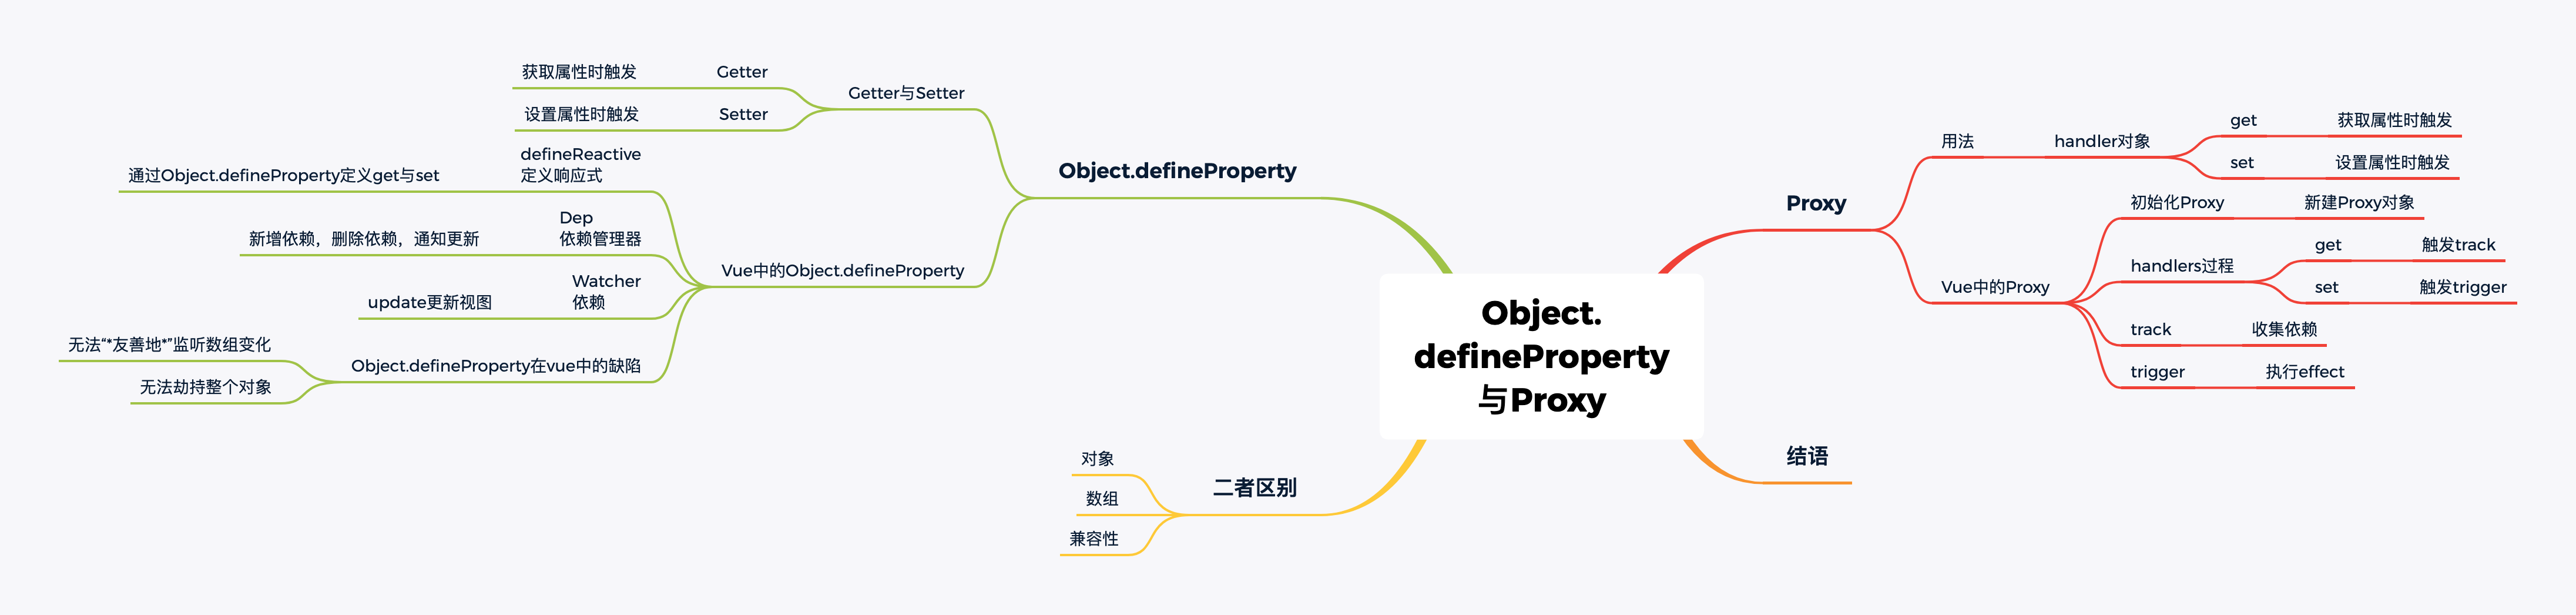 Object.
defineProperty
与Proxy
Proxy
用法
handler对象
get
获取属性时触发
set
设置属性时触发
Vue中的Proxy
初始化Proxy
新建Proxy对象
handlers过程
get
触发track
set
触发trigger
track
收集依赖
trigger
执行effect
结语
Object.defineProperty
Getter与Setter
Getter
获取属性时触发
Setter
设置属性时触发
Vue中的Object.defineProperty
defineReactive
定义响应式
通过Object.defineProperty定义get与set
Dep
依赖管理器
新增依赖，删除依赖，通知更新
Watcher
依赖
update更新视图
Object.defineProperty在vue中的缺陷
无法“*友善地*”监听数组变化
无法劫持整个对象
二者区别
对象
数组
兼容性